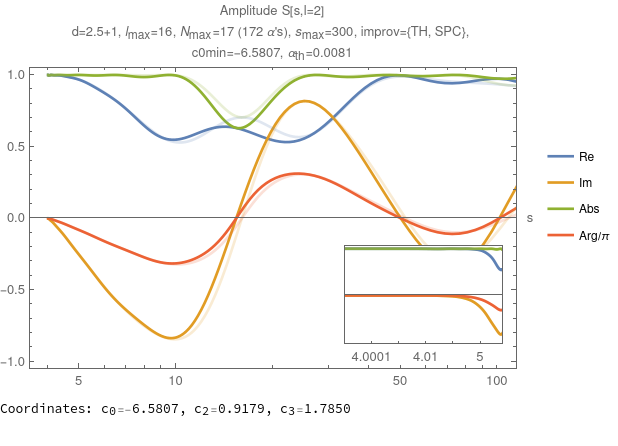 Amplitude S[s,l=2]
d=2.5+1, lmax=16, Nmax=17 (172 α's), smax=300, improv={TH, SPC},
c0min=−6.5807, αth=0.0081
1.0
0.5
0.0
−0.5
−1.0
5
10
50
100
s
Re
Im
Abs
Arg/π
4.0001
4.01
5
Coordinates: c0=−6.5807, c2=0.9179, c3=1.7850